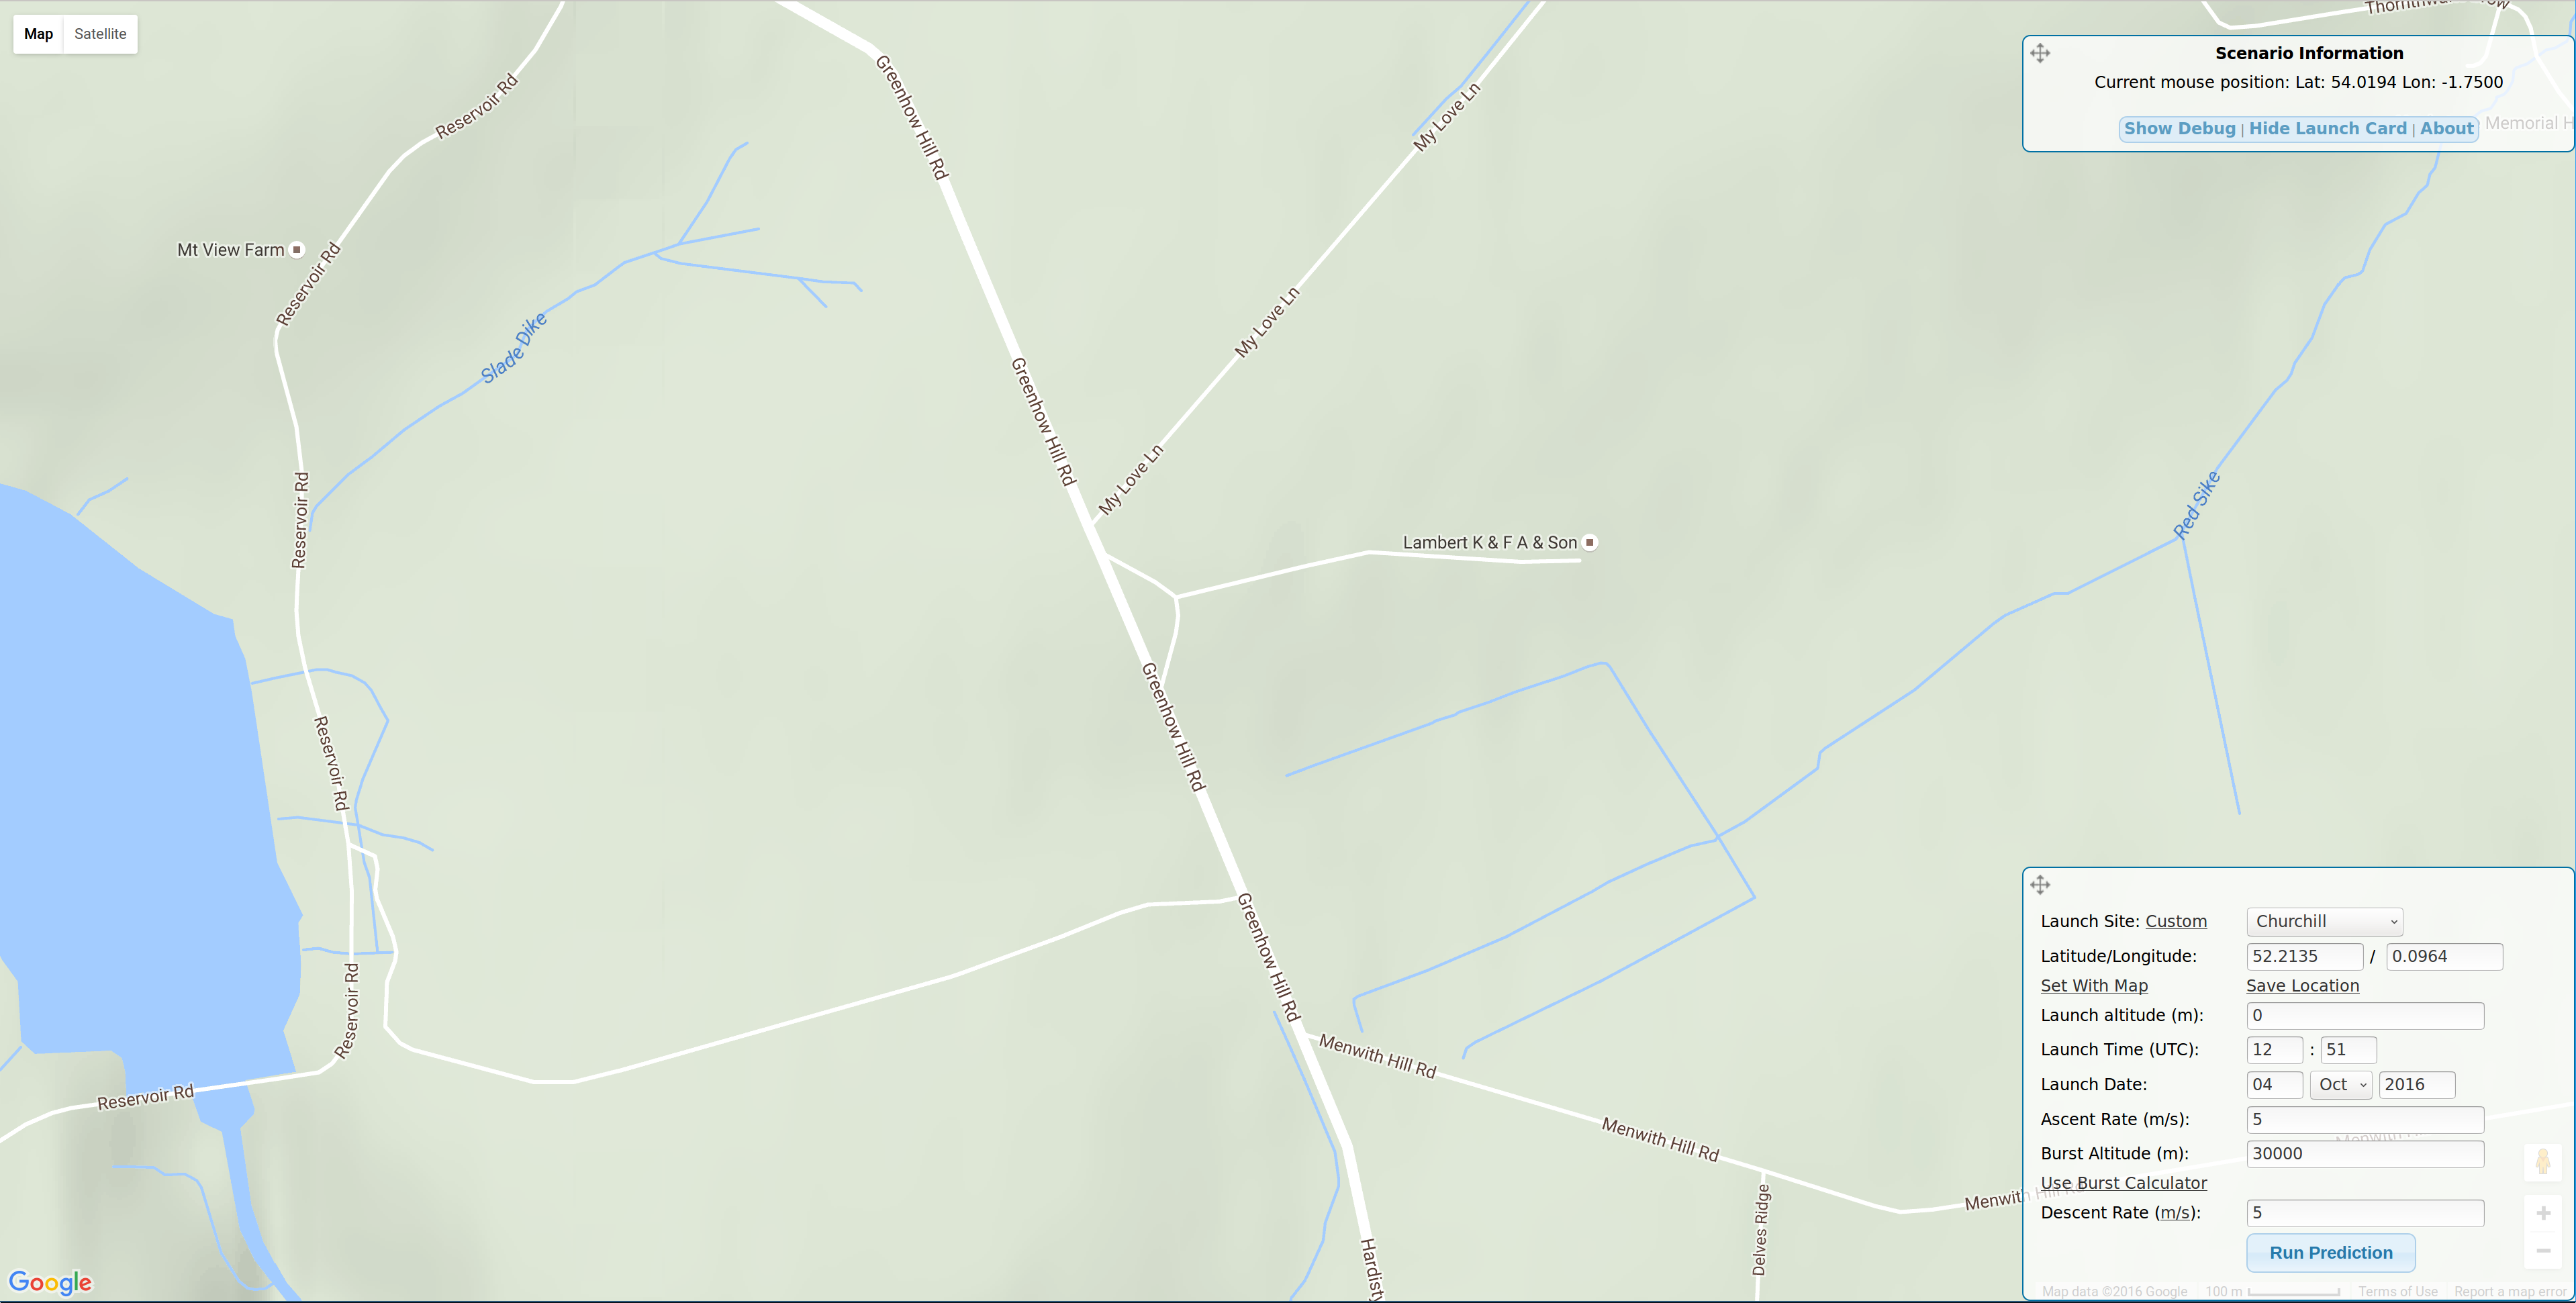 Map Satellite
Thornthwa
Scenario Information
Current mouse position: Lat: 54.0194 Lon: -1.7500
Show Debug | Hide Launch Card | About
Memorial H
Reservoir Rd
Greenhow Hill Rd
My Love Ln
Mt View Farm
Reservoir Rd
Slade Dike
My Love Ln
Greenhow Hill Rd
My Love Ln
Reservoir Rd
Lambert K & F A & Son
Red Sike
Greenhow Hill Rd
Reservoir Rd
Greenhow Hill Rd
Reservoir Rd
Menwith Hill Rd
Reservoir Rd
Menwith Hill Rd
Delves Ridge
Menwith Hill Rd
Hardisty
Launch Site: Custom Churchill
Latitude/Longitude: 52.2135 / 0.0964
Set With Map Save Location
Launch altitude (m): 0
Launch Time (UTC): 12 : 51
Launch Date: 04 Oct 2016
Ascent Rate (m/s): 5
Burst Altitude (m): 30000
Use Burst Calculator
Descent Rate (m/s): 5
Run Prediction
Google
Map data ©2016 Google 100 m Terms of Use Report a map error